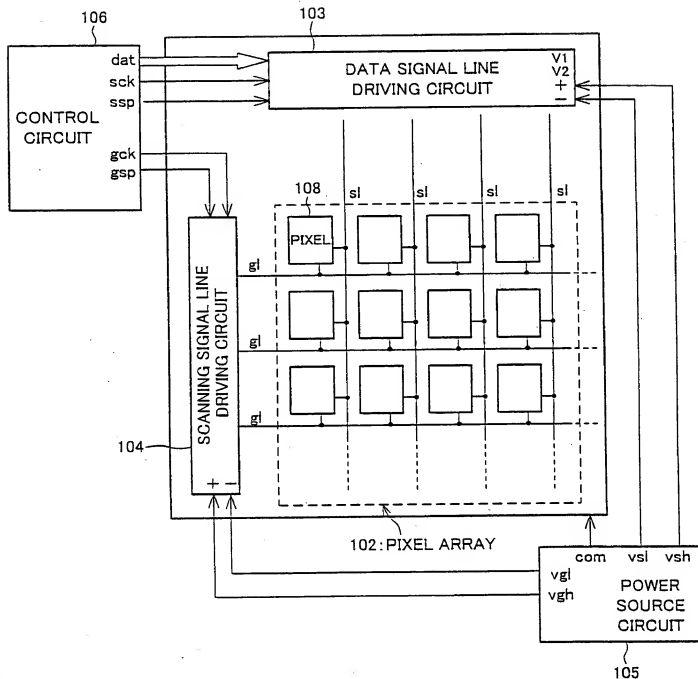 106
103
dat
sck
ssp
CONTROL
CIRCUIT
gck
gsp
DATA SIGNAL LINE
DRIVING CIRCUIT
V1
V2
+
−
sl
sl
sl
sl
108
PIXEL
gl
gl
gl
SCANNING SIGNAL LINE
DRIVING CIRCUIT
+ −
104
102:PIXEL ARRAY
com
vsl
vsh
vgl
vgh
POWER
SOURCE
CIRCUIT
105